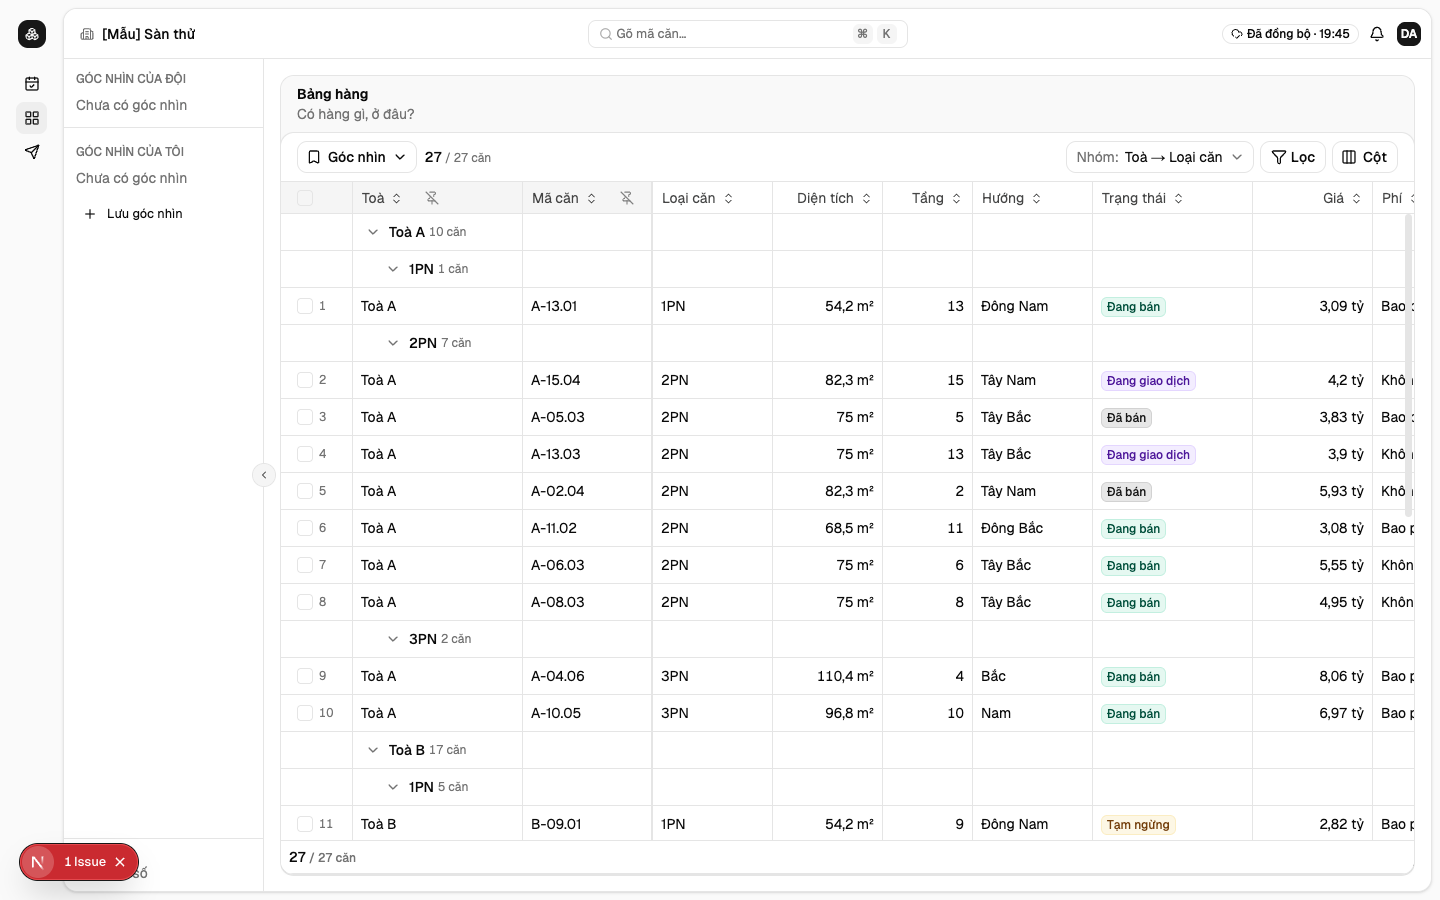 [Mẫu] Sàn thử
Gõ mã căn...
⌘ K
Đã đồng bộ · 19:45
DA
GÓC NHÌN CỦA ĐỘI
Chưa có góc nhìn
GÓC NHÌN CỦA TÔI
Chưa có góc nhìn
+ Lưu góc nhìn
Bảng hàng
Có hàng gì, ở đâu?
Góc nhìn
27 / 27 căn
Nhóm: Toà → Loại căn
Lọc
Cột
Toà Mã căn Loại căn Diện tích Tầng Hướng Trạng thái Giá Phí
Toà A 10 căn
1PN 1 căn
1 Toà A A-13.01 1PN 54,2 m² 13 Đông Nam Đang bán 3,09 tỷ Bao
2PN 7 căn
2 Toà A A-15.04 2PN 82,3 m² 15 Tây Nam Đang giao dịch 4,2 tỷ
3 Toà A A-05.03 2PN 75 m² 5 Tây Bắc Đã bán 3,83 tỷ Bao
4 Toà A A-13.03 2PN 75 m² 13 Tây Bắc Đang giao dịch 3,9 tỷ
5 Toà A A-02.04 2PN 82,3 m² 2 Tây Nam Đã bán 5,93 tỷ
6 Toà A A-11.02 2PN 68,5 m² 11 Đông Bắc Đang bán 3,08 tỷ Bao p
7 Toà A A-06.03 2PN 75 m² 6 Tây Bắc Đang bán 5,55 tỷ Khôn
8 Toà A A-08.03 2PN 75 m² 8 Tây Bắc Đang bán 4,95 tỷ Khôn
3PN 2 căn
9 Toà A A-04.06 3PN 110,4 m² 4 Bắc Đang bán 8,06 tỷ Bao p
10 Toà A A-10.05 3PN 96,8 m² 10 Nam Đang bán 6,97 tỷ Bao p
Toà B 17 căn
1PN 5 căn
11 Toà B B-09.01 1PN 54,2 m² 9 Đông Nam Tạm ngừng 2,82 tỷ Bao p
27 / 27 căn
N 1 Issue
số